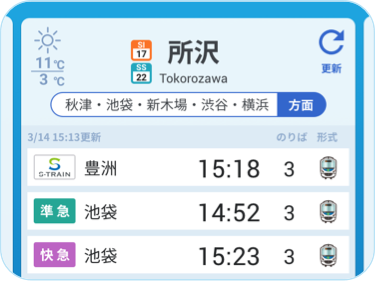 11℃
3℃
SI
17
SS
22
所沢
Tokorozawa
更新
秋津・池袋・新木場・渋谷・横浜 方面
3/14 15:13更新 のりば 形式
S-TRAIN 豊洲 15:18 3
準急 池袋 14:52 3
快急 池袋 15:23 3